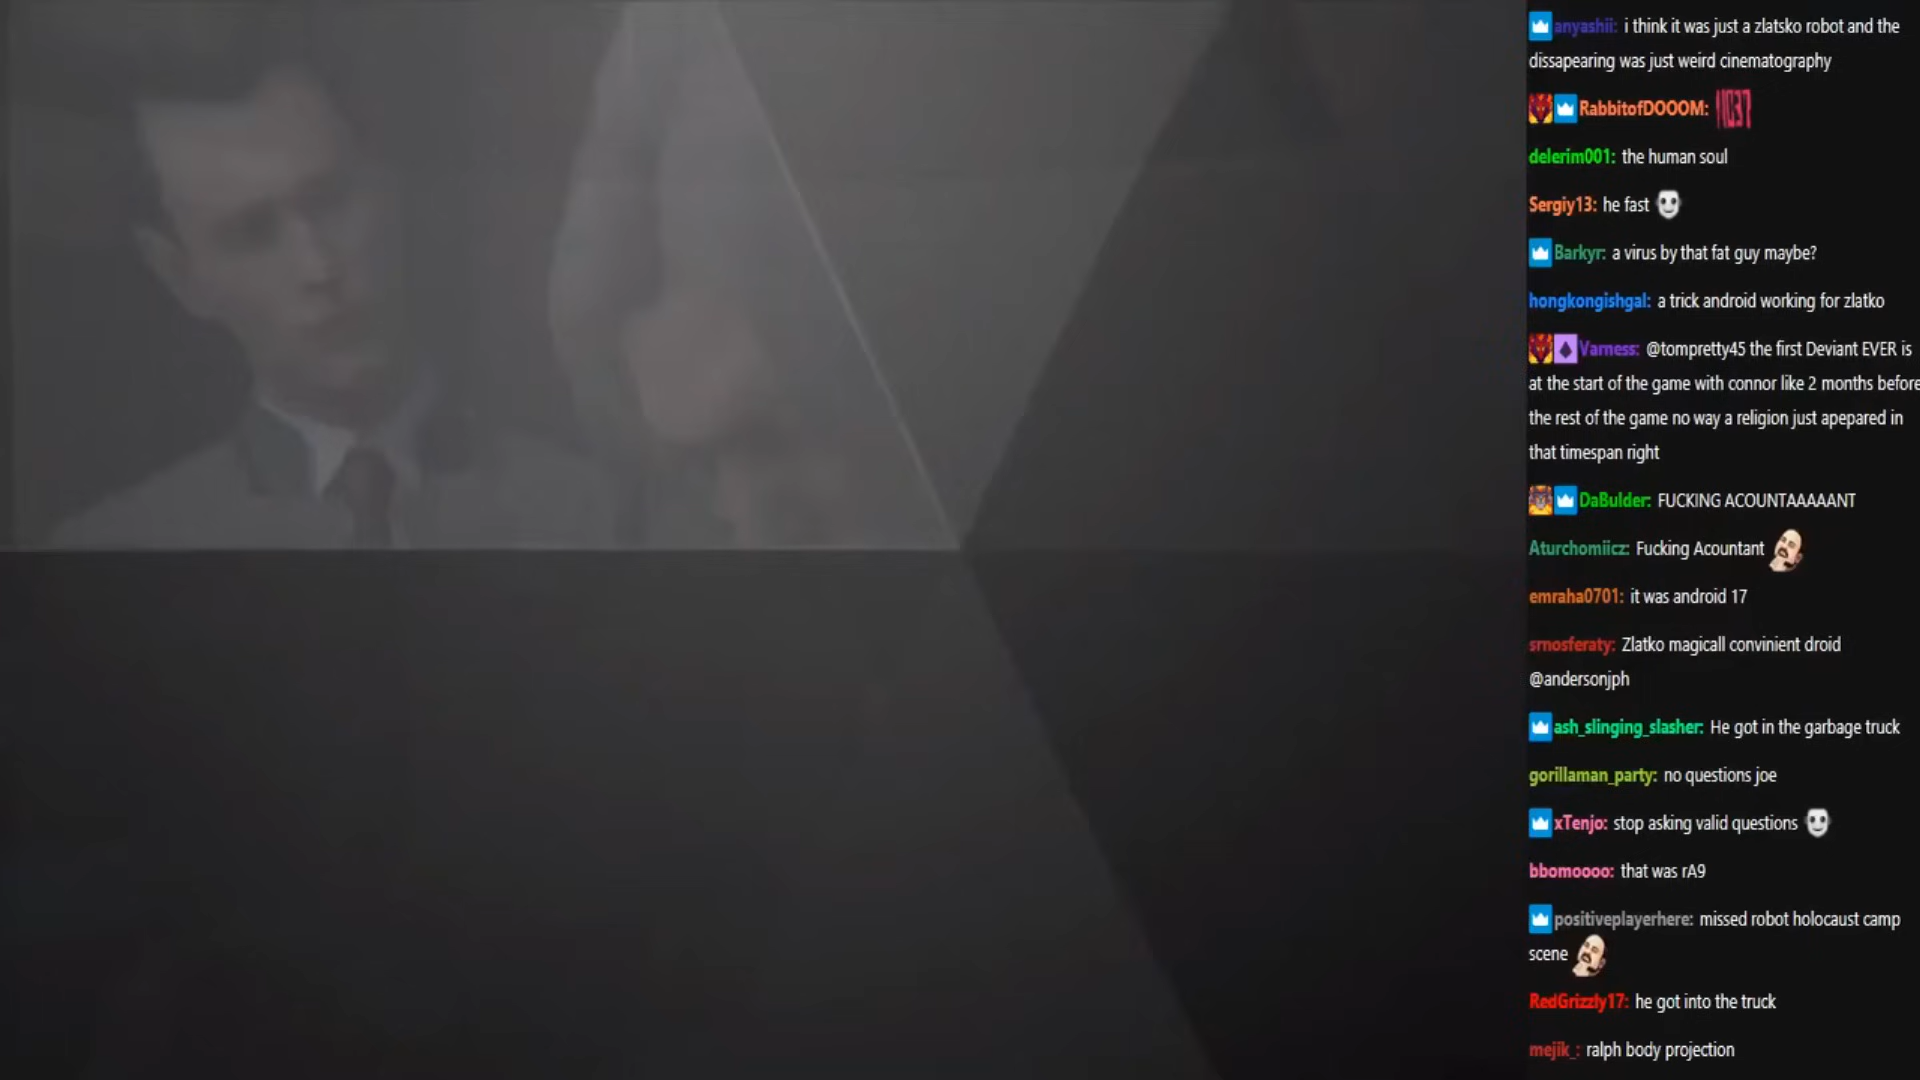 anyashii: i think it was just a zlatsko robot and the
dissapearing was just weird cinematography
RabbitofDOOOM:
delerim001: the human soul
Sergiy13: he fast
Barkyr: a virus by that fat guy maybe?
hongkongishgal: a trick android working for zlatko
Varness: @tompretty45 the first Deviant EVER is
at the start of the game with connor like 2 months before
the rest of the game no way a religion just apepared in
that timespan right
DaBulder: FUCKING ACOUNTAAAAANT
Aturchomiicz: Fucking Acountant
emraha0701: it was android 17
srnosferaty: Zlatko magicall convinient droid
@andersonjph
ash_slinging_slasher: He got in the garbage truck
gorillaman_party: no questions joe
xTenjo: stop asking valid questions
bbomoooo: that was rA9
positiveplayerhere: missed robot holocaust camp
scene
RedGrizzly17: he got into the truck
mejik_: ralph body projection